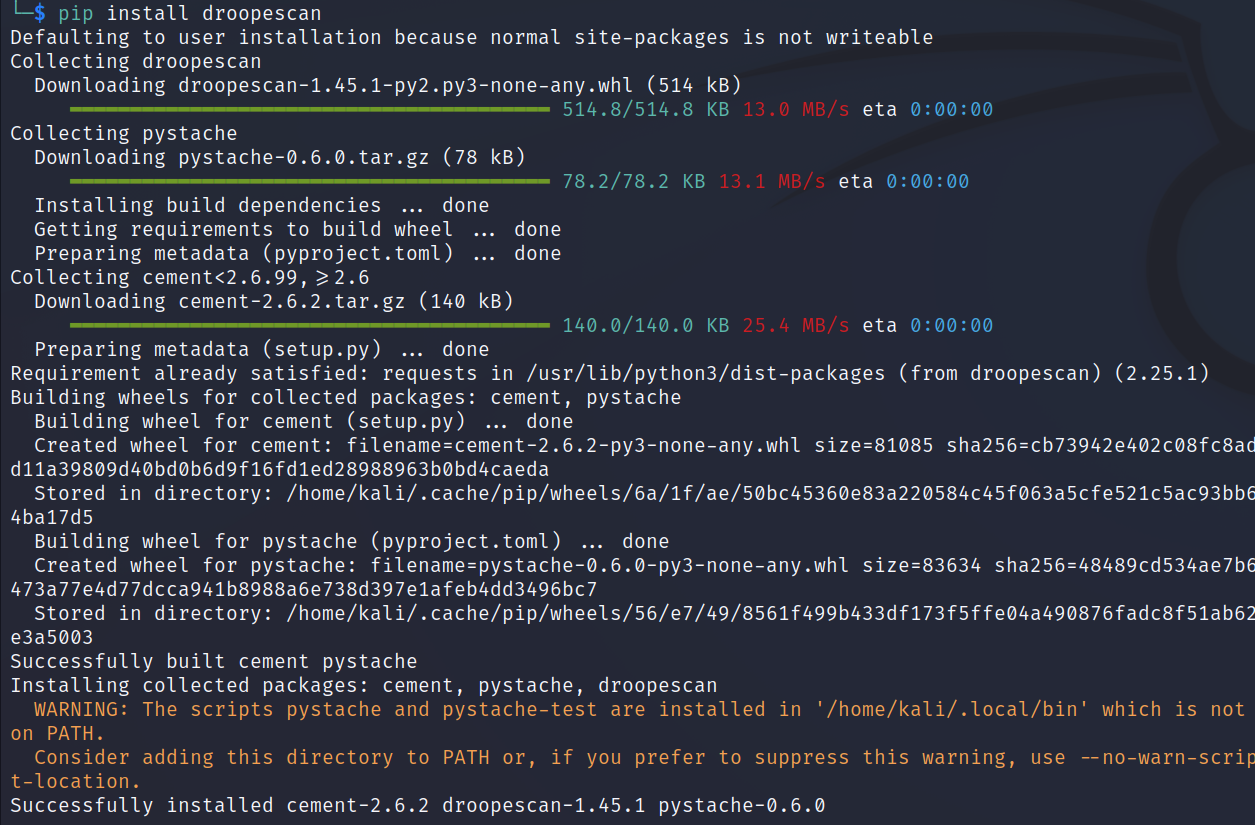 └─$ pip install droopescan
Defaulting to user installation because normal site-packages is not writeable
Collecting droopescan
  Downloading droopescan-1.45.1-py2.py3-none-any.whl (514 kB)
     ━━━━━━━━━━━━━━━━━━━━━━━━━━━━━━━━━━━━━━━━ 514.8/514.8 KB 13.0 MB/s eta 0:00:00
Collecting pystache
  Downloading pystache-0.6.0.tar.gz (78 kB)
     ━━━━━━━━━━━━━━━━━━━━━━━━━━━━━━━━━━━━━━━━ 78.2/78.2 KB 13.1 MB/s eta 0:00:00
  Installing build dependencies ... done
  Getting requirements to build wheel ... done
  Preparing metadata (pyproject.toml) ... done
Collecting cement<2.6.99,>=2.6
  Downloading cement-2.6.2.tar.gz (140 kB)
     ━━━━━━━━━━━━━━━━━━━━━━━━━━━━━━━━━━━━━━━━ 140.0/140.0 KB 25.4 MB/s eta 0:00:00
  Preparing metadata (setup.py) ... done
Requirement already satisfied: requests in /usr/lib/python3/dist-packages (from droopescan) (2.25.1)
Building wheels for collected packages: cement, pystache
  Building wheel for cement (setup.py) ... done
  Created wheel for cement: filename=cement-2.6.2-py3-none-any.whl size=81085 sha256=cb73942e402c08fc8ad
d11a39809d40bd0b6d9f16fd1ed28988963b0bd4caeda
  Stored in directory: /home/kali/.cache/pip/wheels/6a/1f/ae/50bc45360e83a220584c45f063a5cfe521c5ac93bb6
4ba17d5
  Building wheel for pystache (pyproject.toml) ... done
  Created wheel for pystache: filename=pystache-0.6.0-py3-none-any.whl size=83634 sha256=48489cd534ae7b6
473a77e4d77dcca941b8988a6e738d397e1afeb4dd3496bc7
  Stored in directory: /home/kali/.cache/pip/wheels/56/e7/49/8561f499b433df173f5ffe04a490876fadc8f51ab62
e3a5003
Successfully built cement pystache
Installing collected packages: cement, pystache, droopescan
  WARNING: The scripts pystache and pystache-test are installed in '/home/kali/.local/bin' which is not
on PATH.
  Consider adding this directory to PATH or, if you prefer to suppress this warning, use --no-warn-scrip
t-location.
Successfully installed cement-2.6.2 droopescan-1.45.1 pystache-0.6.0